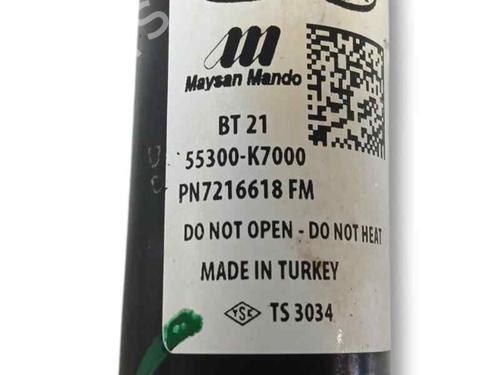 Maysan Mando
BT 21
55300-K7000
PN7216618 FM
DO NOT OPEN - DO NOT HEAT
MADE IN TURKEY
TSE TS 3034